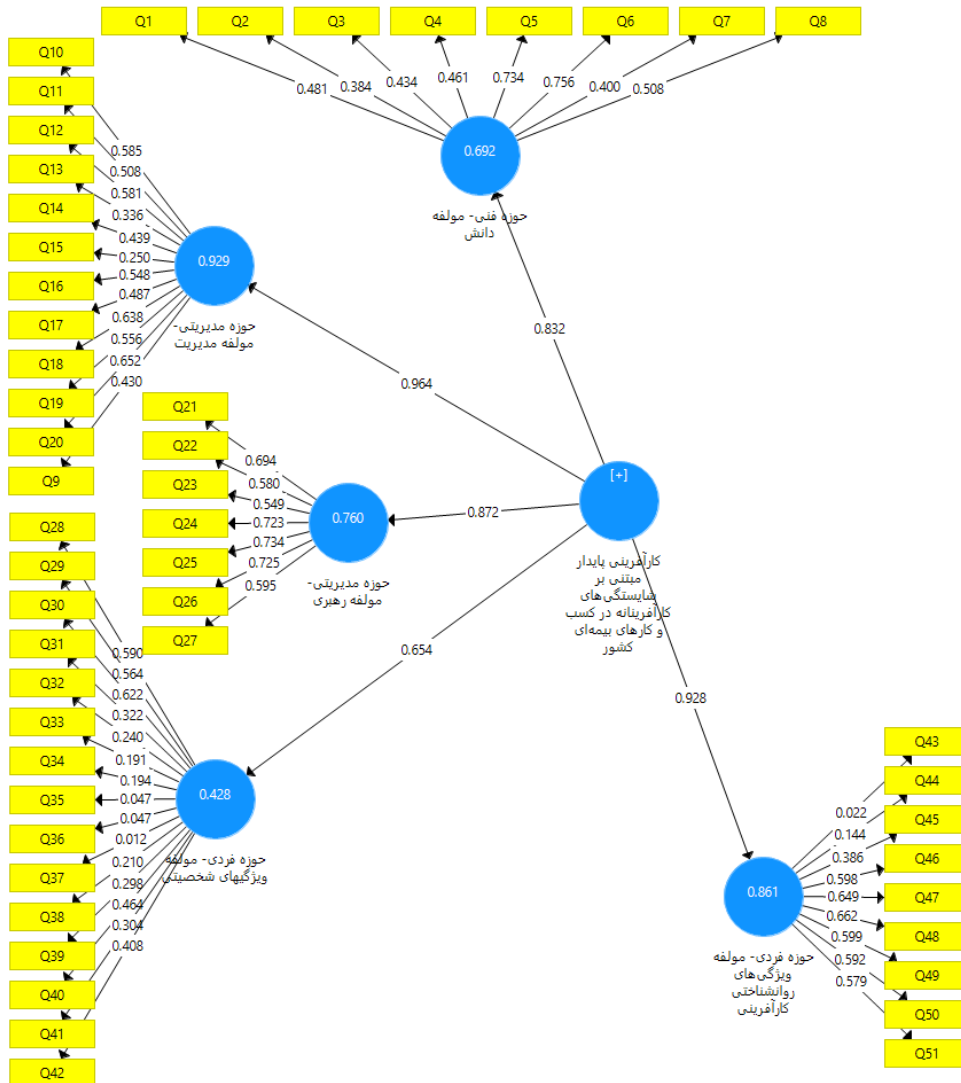 Q1
Q2
Q3
Q4
Q5
Q6
Q7
Q8
0.481
0.384
0.434
0.461
0.734
0.756
0.400
0.508
0.692
حوزه فنی- مولفه
دانش
Q10
Q11
Q12
Q13
Q14
Q15
Q16
Q17
Q18
Q19
Q20
Q9
0.585
0.508
0.581
0.336
0.439
0.250
0.548
0.487
0.638
0.556
0.652
0.430
0.929
حوزه مدیریتی-
مولفه مدیریت
0.832
0.964
Q21
Q22
Q23
Q24
Q25
Q26
Q27
0.694
0.580
0.549
0.723
0.734
0.725
0.595
0.760
حوزه مدیریتی-
مولفه رهبری
0.872
[+]
کارآفرینی پایدار
مبتنی بر
شایستگی‌های
کارآفرینانه در کسب
و کارهای بیمه‌ای
کشور
0.654
0.928
Q28
Q29
Q30
Q31
Q32
Q33
Q34
Q35
Q36
Q37
Q38
Q39
Q40
Q41
Q42
0.590
0.564
0.622
0.322
0.240
0.191
0.194
0.047
0.047
0.012
0.210
0.298
0.464
0.304
0.408
0.428
حوزه فردی- مولفه
ویژگیهای شخصیتی
Q43
Q44
Q45
Q46
Q47
Q48
Q49
Q50
Q51
0.022
0.144
0.386
0.598
0.649
0.662
0.599
0.592
0.579
0.861
حوزه فردی- مولفه
ویژگی‌های
روانشناختی
کارآفرینی